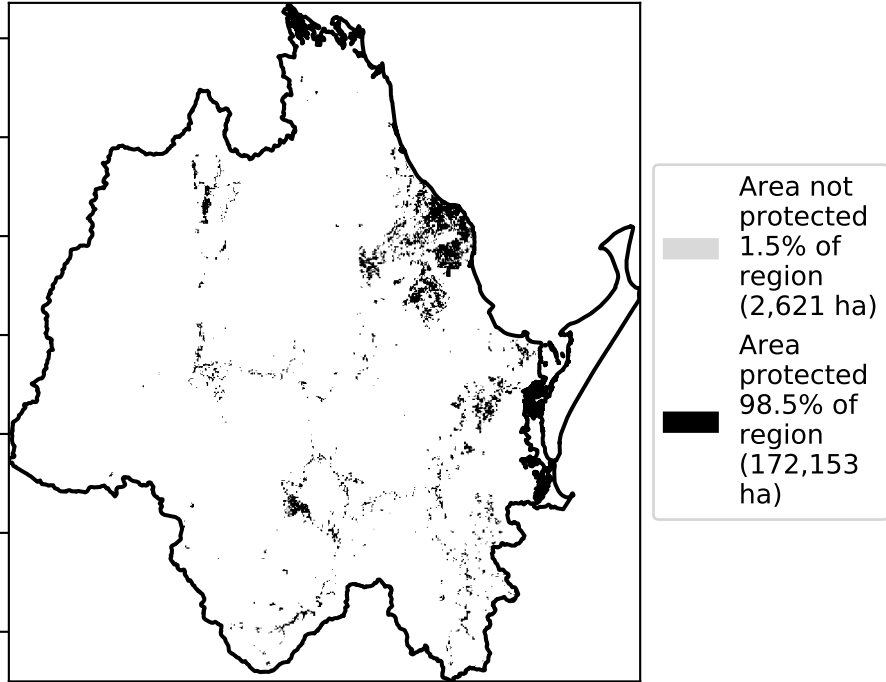 Area not
protected
1.5% of
region
(2,621 ha)
Area
protected
98.5% of
region
(172,153
ha)